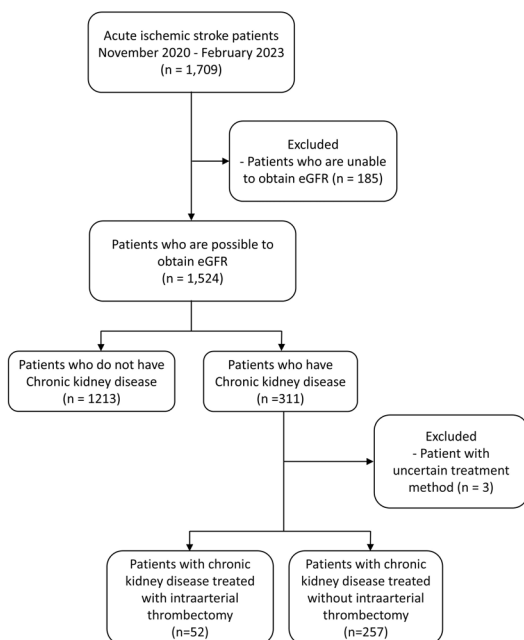 Acute ischemic stroke patients
November 2020 - February 2023
(n = 1,709)
Excluded
- Patients who are unable
to obtain eGFR (n = 185)
Patients who are possible to
obtain eGFR
(n = 1,524)
Patients who do not have
Chronic kidney disease
(n = 1213)
Patients who have
Chronic kidney disease
(n =311)
Excluded
- Patient with
uncertain treatment
method (n = 3)
Patients with chronic
kidney disease treated
with intraarterial
thrombectomy
(n=52)
Patients with chronic
kidney disease treated
without intraarterial
thrombectomy
(n=257)